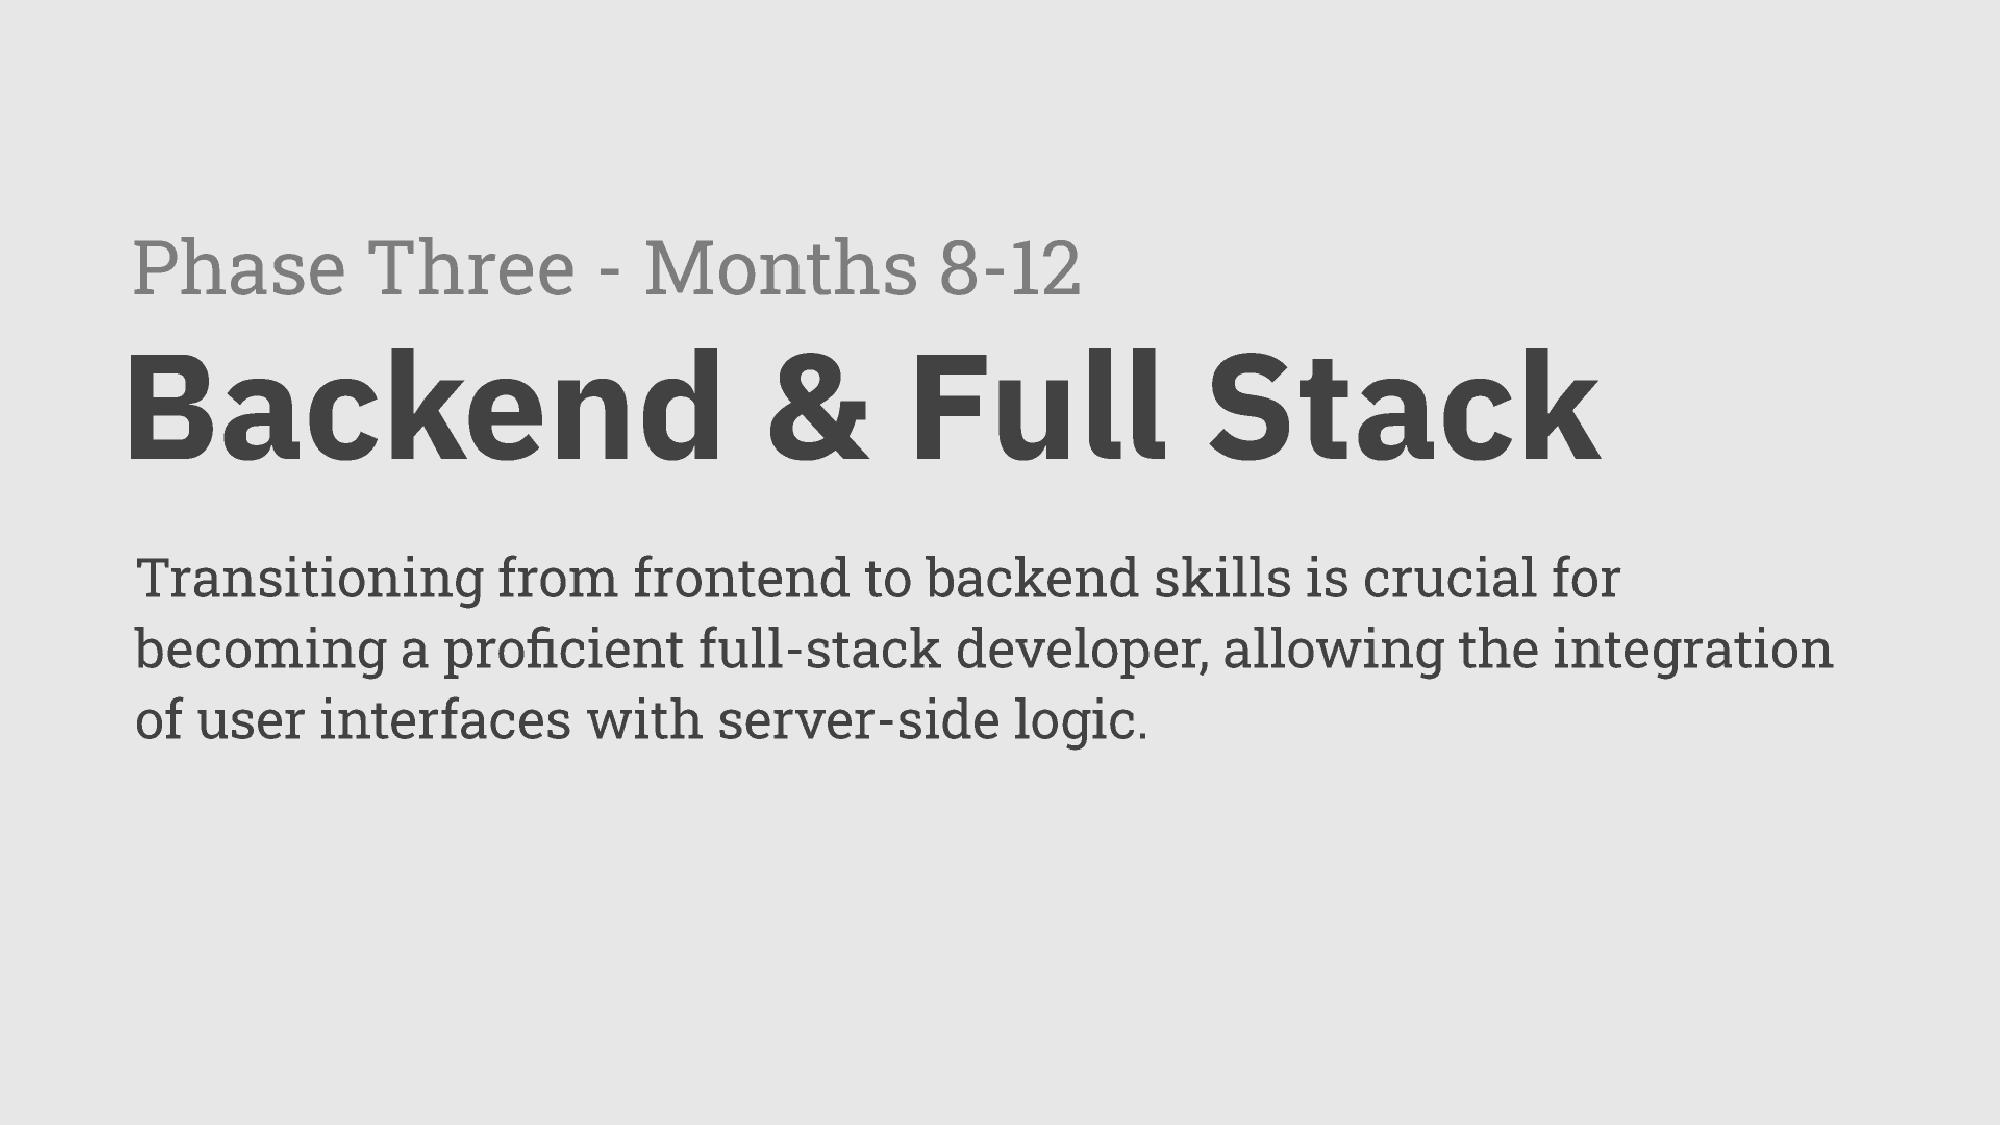 Phase Three - Months 8-12
Backend & Full Stack
Transitioning from frontend to backend skills is crucial for
becoming a proficient full-stack developer, allowing the integration
of user interfaces with server-side logic.